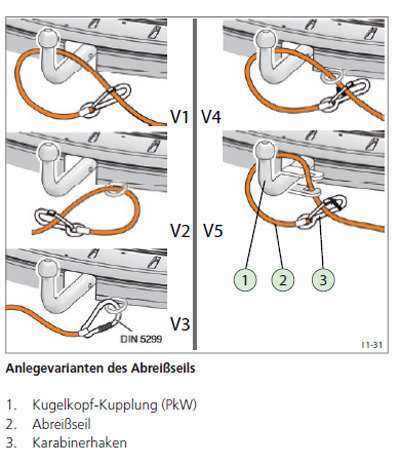 V1
V4
V2
V5
V3
DIN 5299
1 2 3
I1-31
Anlegevarianten des Abreißseils
1. Kugelkopf-Kupplung (PkW)
2. Abreißseil
3. Karabinerhaken